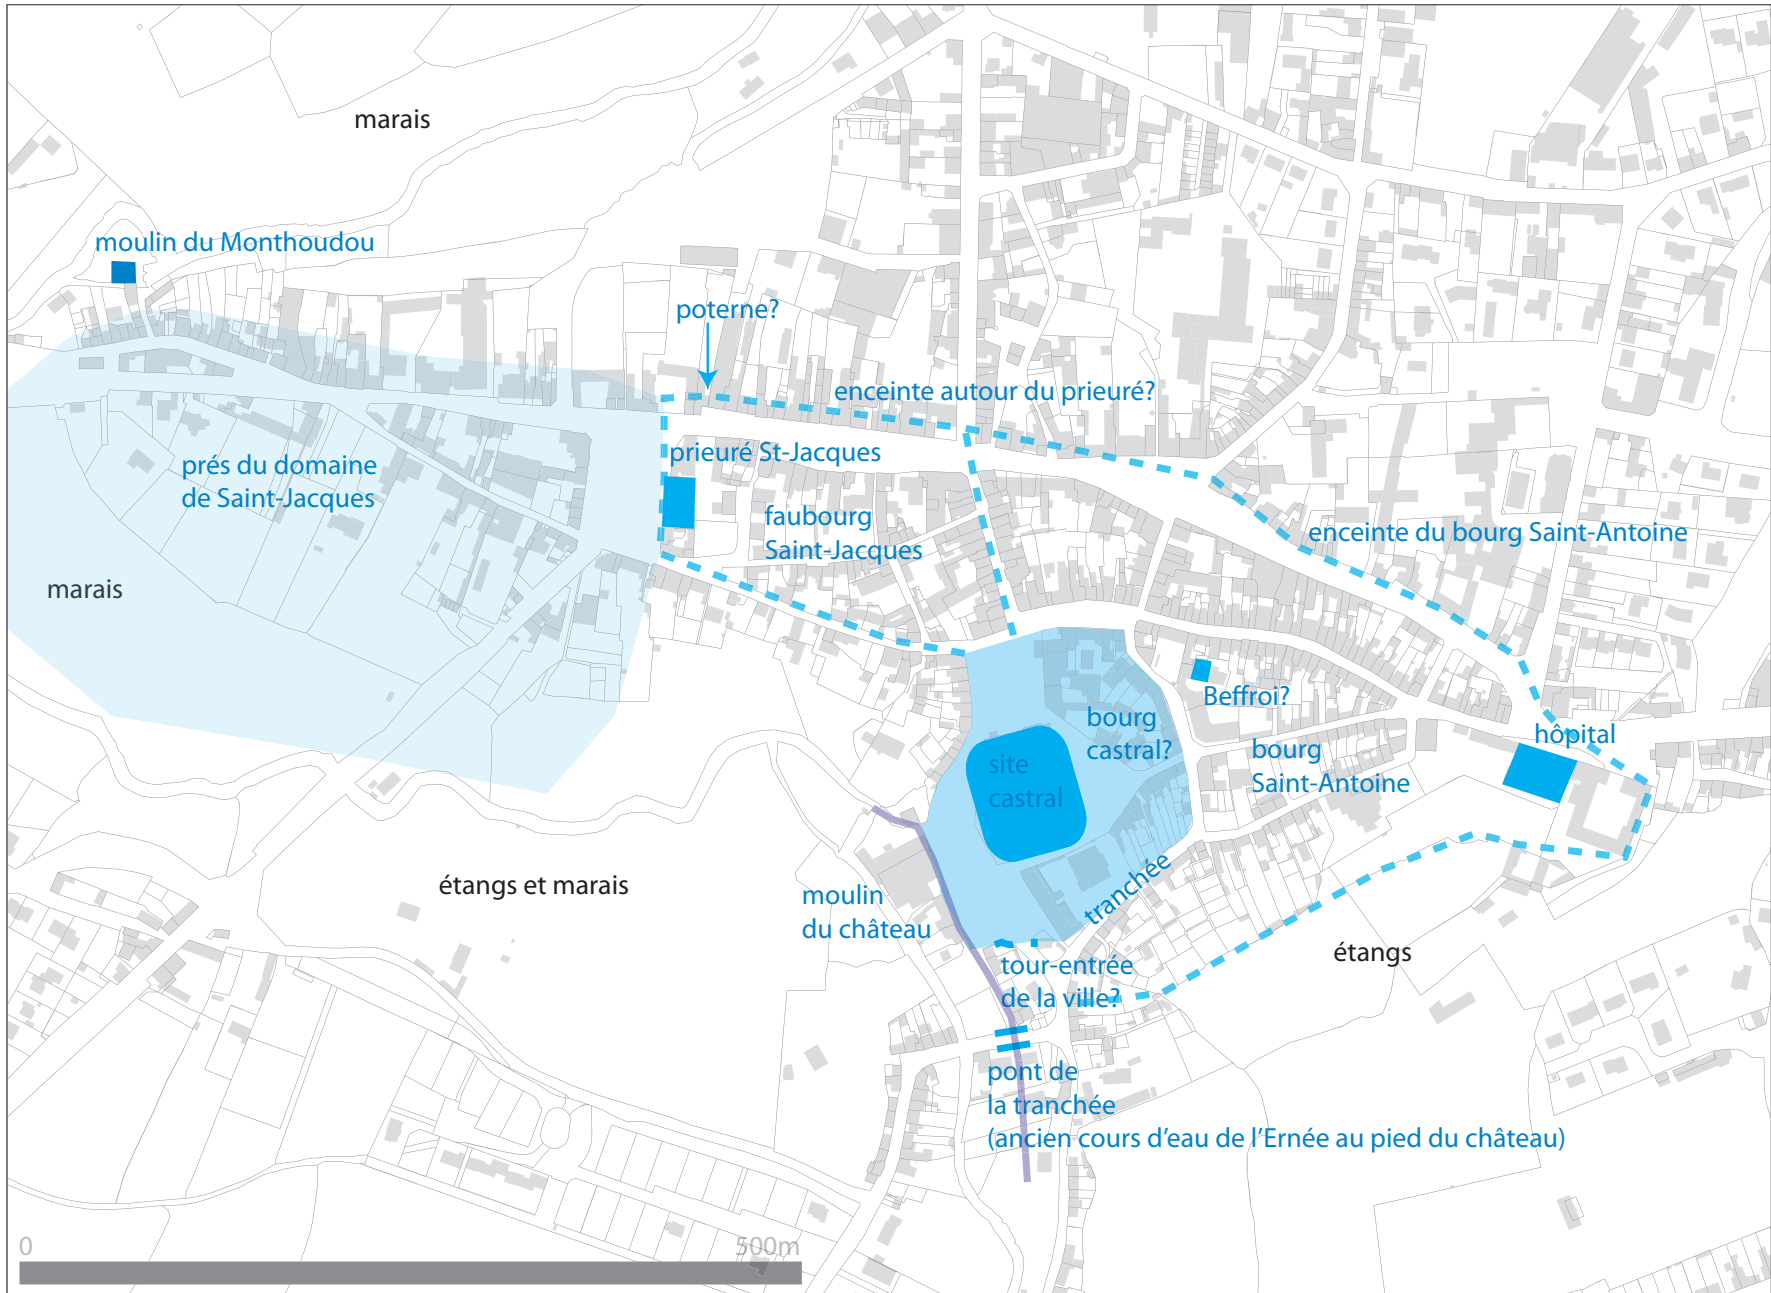 marais
moulin du Monthoudou
poterne?
enceinte autour du prieuré?
prieuré St-Jacques
prés du domaine
de Saint-Jacques
faubourg
Saint-Jacques
enceinte du bourg Saint-Antoine
marais
Beffroi?
bourg
castral?
hôpital
bourg
Saint-Antoine
site
castral
étangs et marais
moulin
du château
tranchée
étangs
tour-entrée
de la ville?
pont de
la tranchée
(ancien cours d'eau de l'Ernée au pied du château)
0
500m